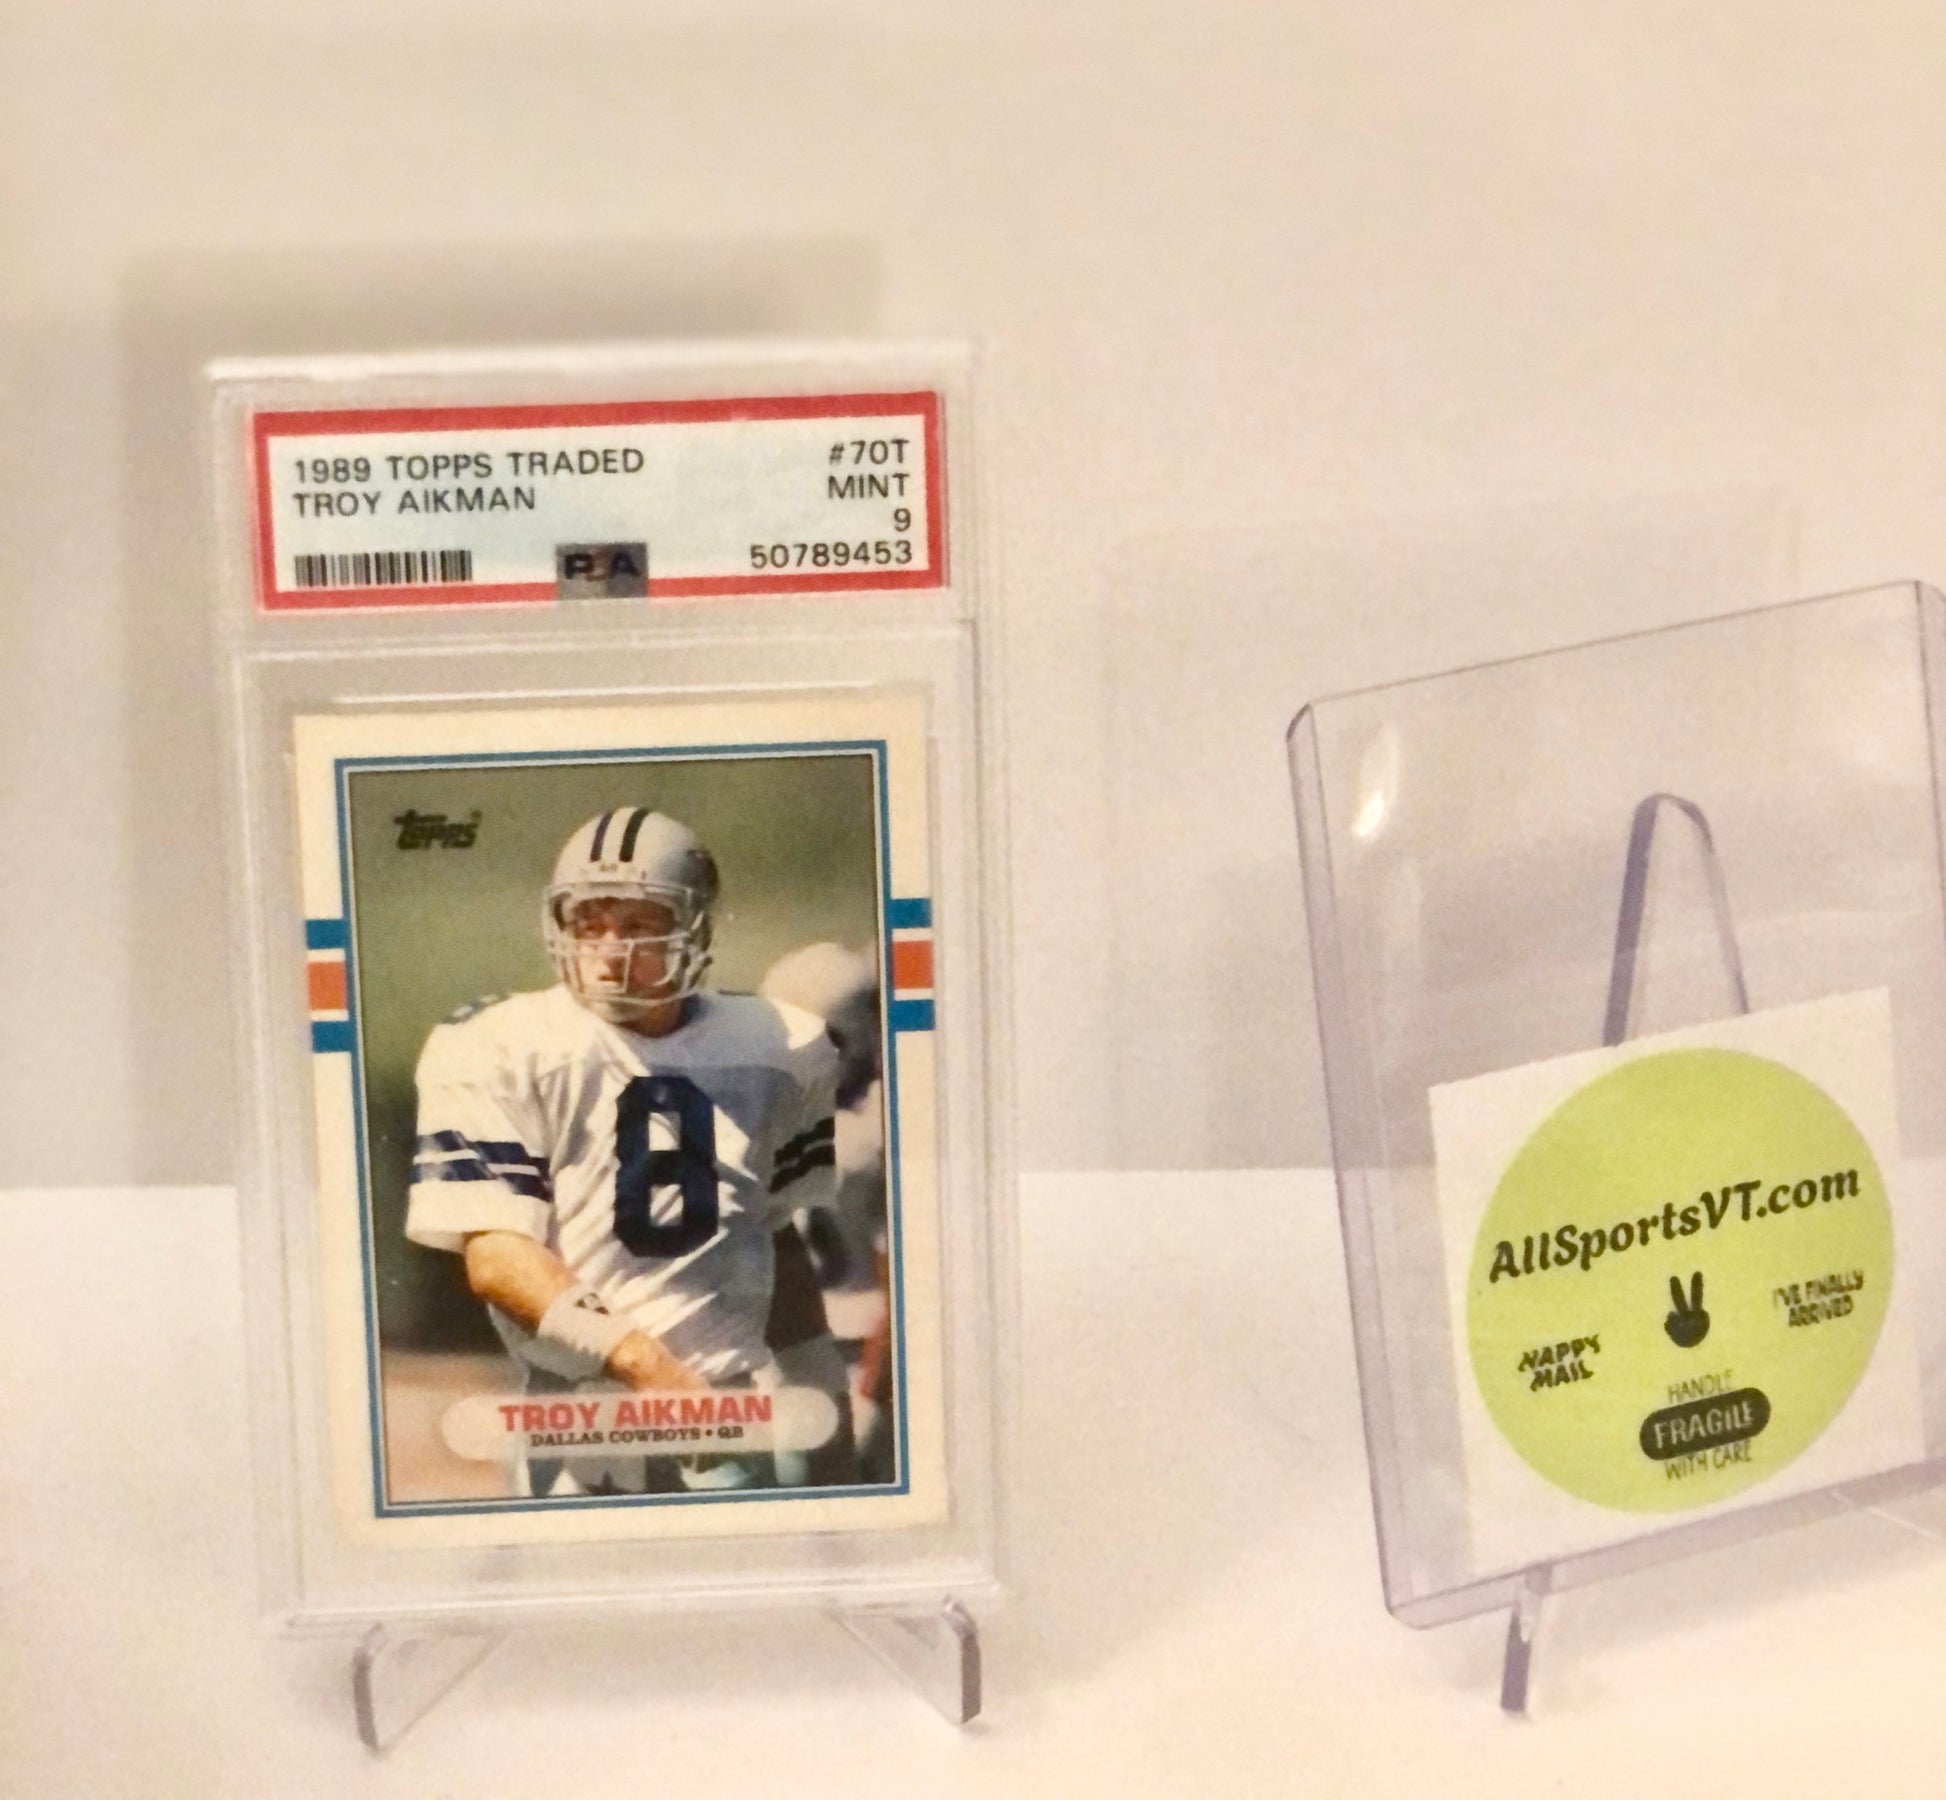 1989 TOPPS TRADED #70T
TROY AIKMAN MINT
9
PSA 50789453
Topps
8
8
TROY AIKMAN
DALLAS COWBOYS • QB
AllSportsVT.com
HAPPY
MAIL
I'VE FINALLY
ARRIVED
HANDLE
FRAGILE
WITH CARE